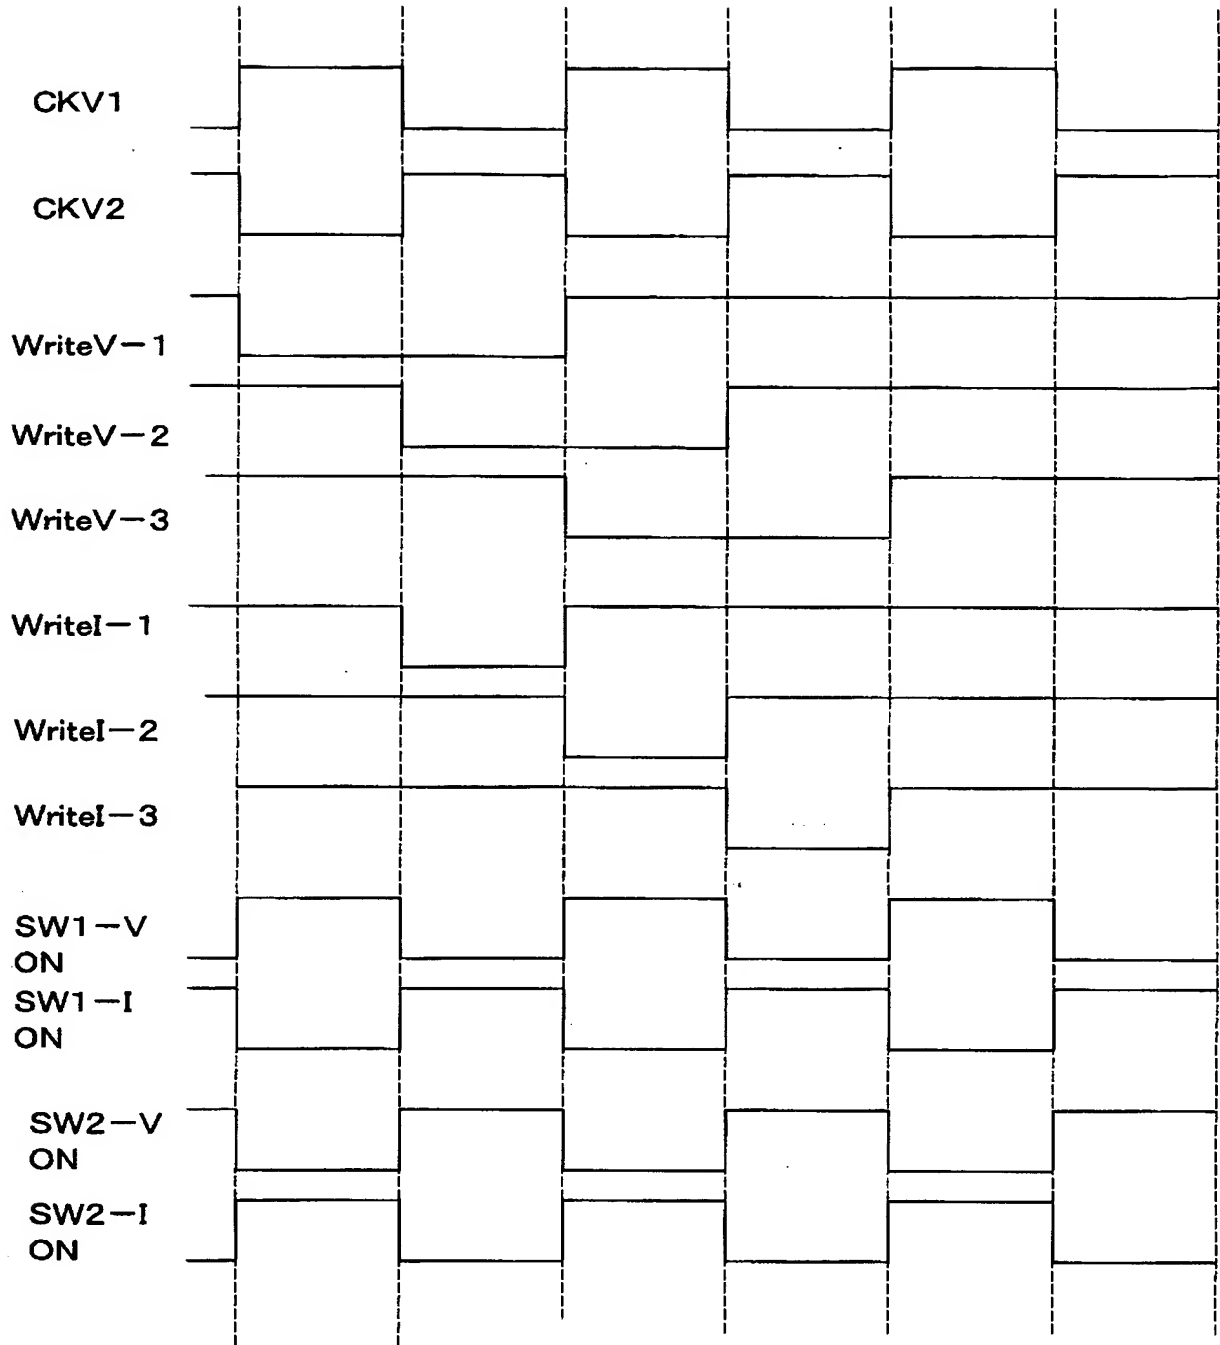 CKV1
CKV2
WriteV-1
WriteV-2
WriteV-3
WriteI-1
WriteI-2
WriteI-3
SW1-V
ON
SW1-I
ON
SW2-V
ON
SW2-I
ON